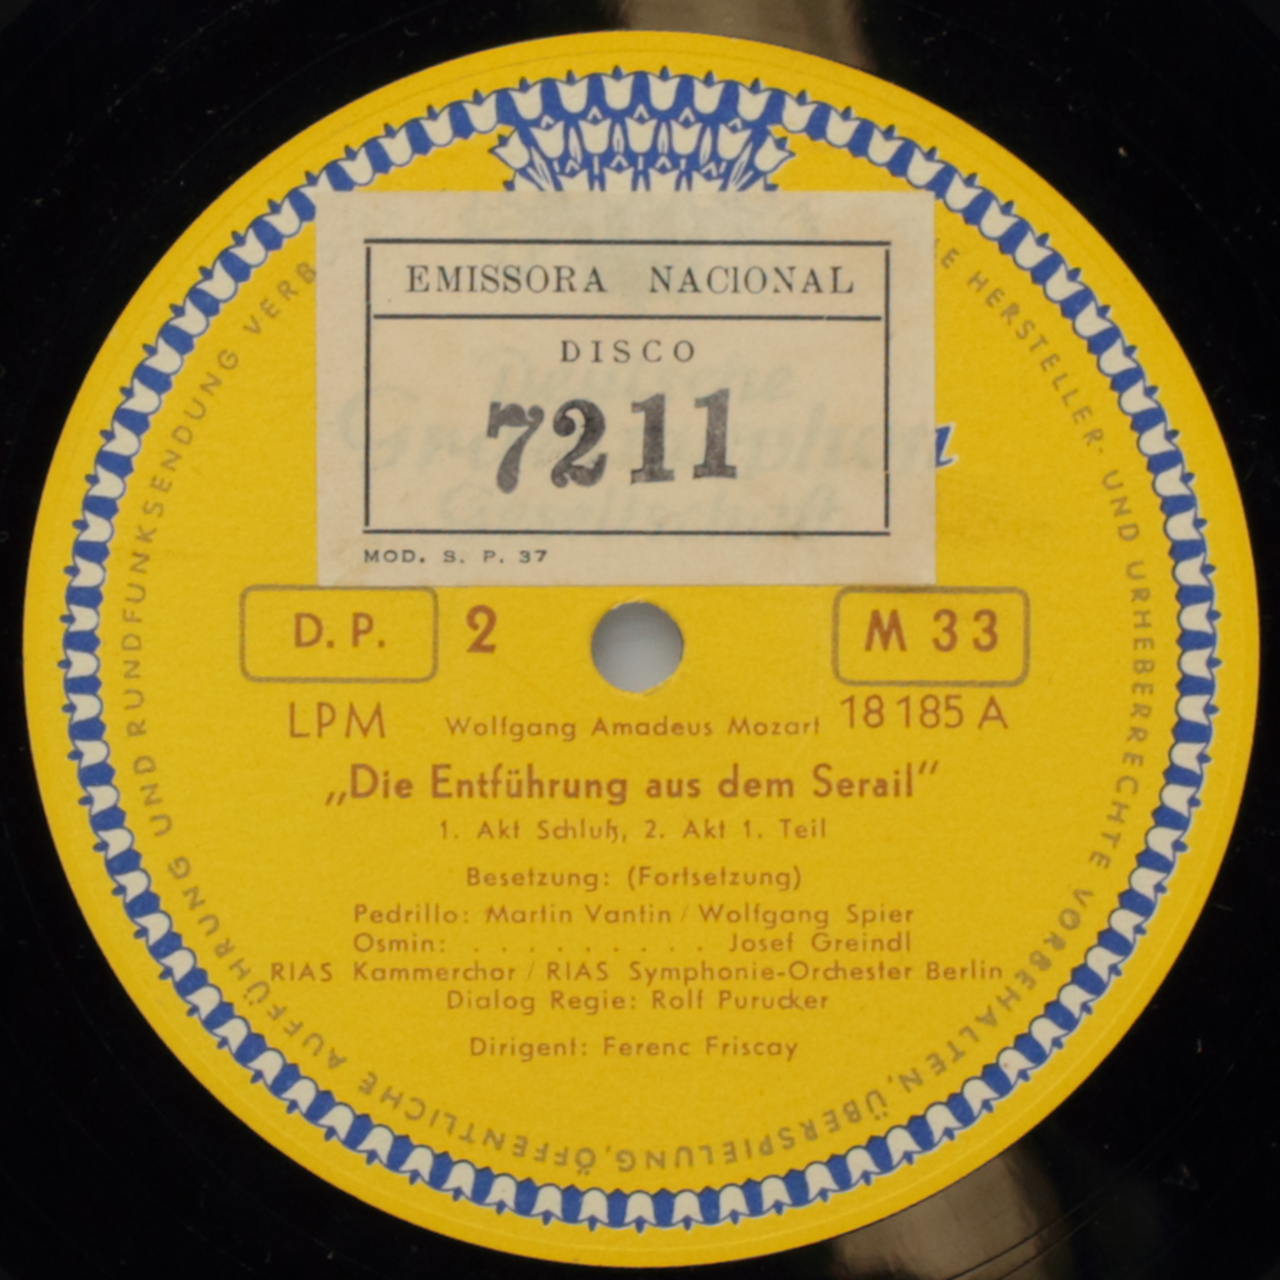 EMISSORA NACIONAL
DISCO
7211
MOD. S. P. 37
Deutsche
Grammophon
Gesellschaft
D. P. 2
M 33
LPM
Wolfgang Amadeus Mozart
18 185 A
„Die Entführung aus dem Serail“
1. Akt Schluß, 2. Akt 1. Teil
Besetzung: (Fortsetzung)
Pedrillo: Martin Vantin / Wolfgang Spier
Osmin: . . . . . . . . . Josef Greindl
RIAS Kammerchor / RIAS Symphonie-Orchester Berlin
Dialog Regie: Rolf Purucker
Dirigent: Ferenc Friscay
HERSTELLER- UND URHEBERRECHTE VORBEHALTEN, ÜBERSPIELUNG, ÖFFENTLICHE AUFFÜHRUNG UND RUNDFUNKSENDUNG VERB